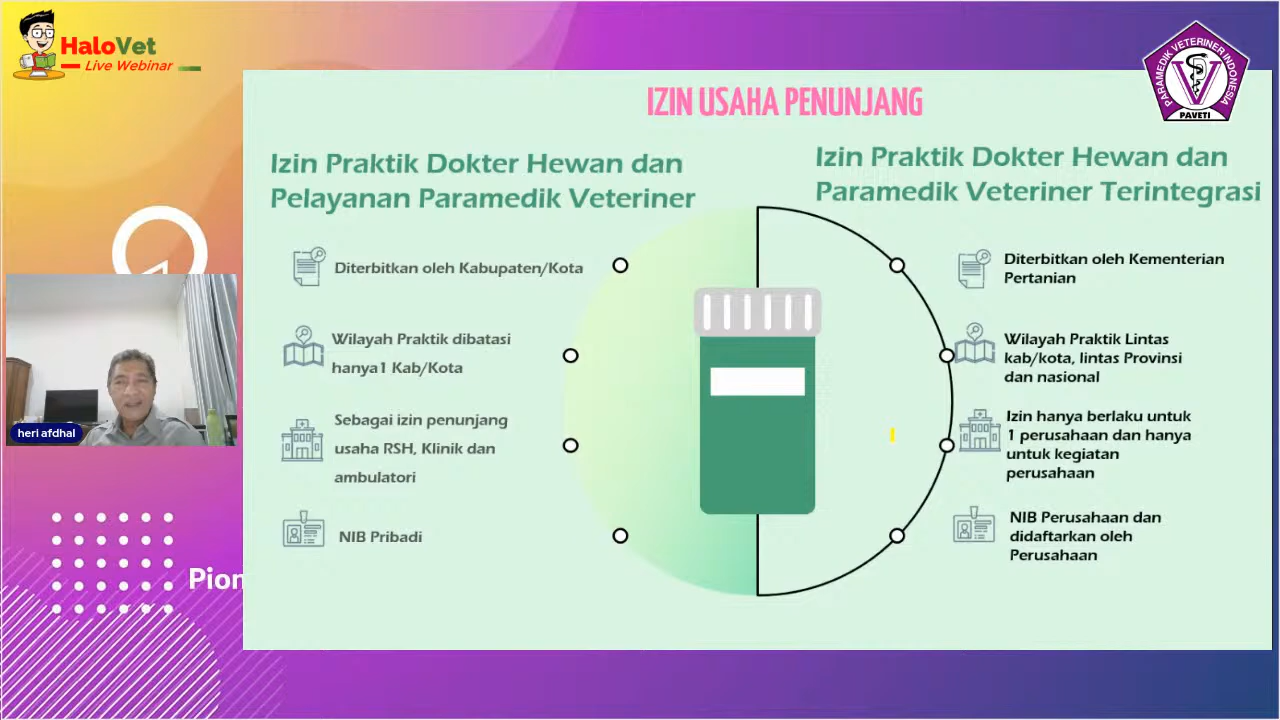 HaloVet
Live Webinar
PARAMEDIK VETERINER INDONESIA
V
PAVETI
IZIN USAHA PENUNJANG
Izin Praktik Dokter Hewan dan
Pelayanan Paramedik Veteriner
Diterbitkan oleh Kabupaten/Kota
Wilayah Praktik dibatasi
hanya1 Kab/Kota
Sebagai izin penunjang
usaha RSH, Klinik dan
ambulatori
NIB Pribadi
Izin Praktik Dokter Hewan dan
Paramedik Veteriner Terintegrasi
Diterbitkan oleh Kementerian
Pertanian
Wilayah Praktik Lintas
kab/kota, lintas Provinsi
dan nasional
Izin hanya berlaku untuk
1 perusahaan dan hanya
untuk kegiatan
perusahaan
NIB Perusahaan dan
didaftarkan oleh
Perusahaan
heri afdhal